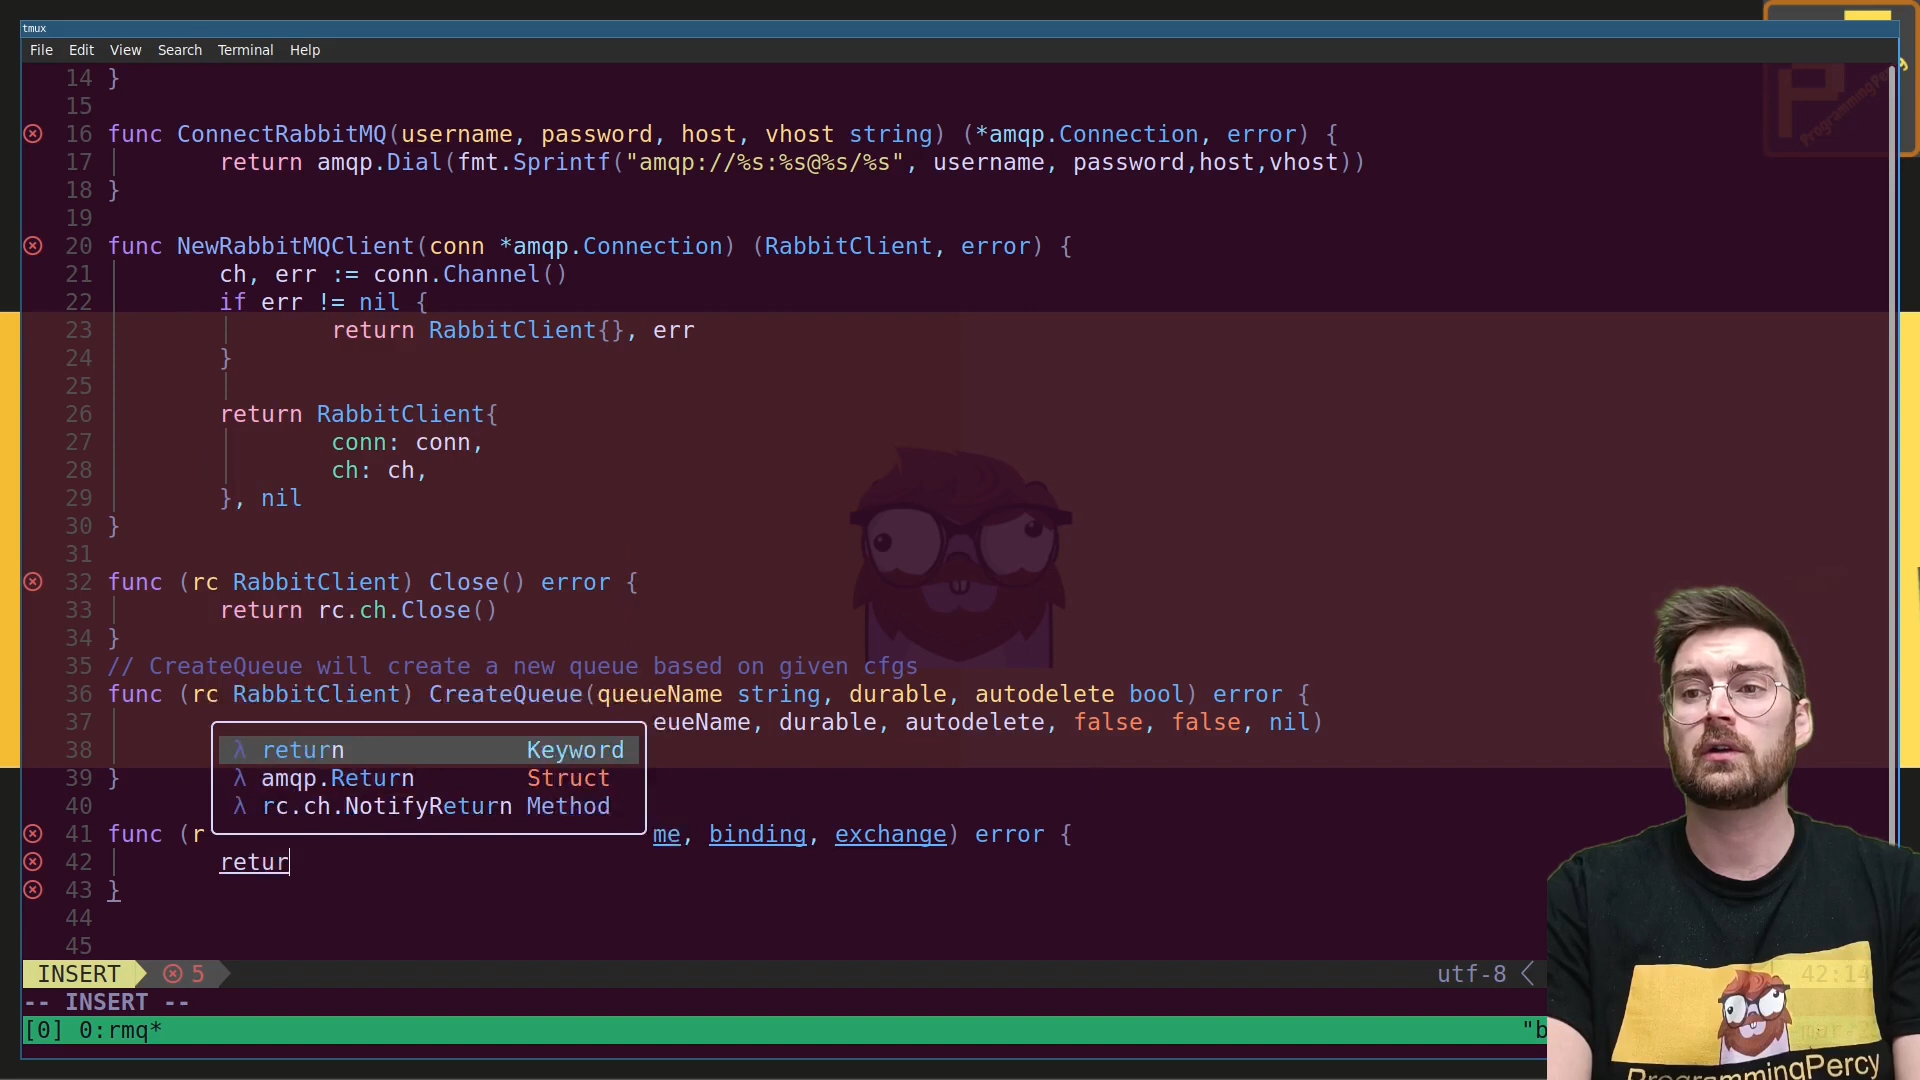 tmux
File Edit View Search Terminal Help
14 }
15
16 func ConnectRabbitMQ(username, password, host, vhost string) (*amqp.Connection, error) {
17 return amqp.Dial(fmt.Sprintf("amqp://%s:%s@%s/%s", username, password,host,vhost))
18 }
19
20 func NewRabbitMQClient(conn *amqp.Connection) (RabbitClient, error) {
21 ch, err := conn.Channel()
22 if err != nil {
23 return RabbitClient{}, err
24 }
25
26 return RabbitClient{
27 conn: conn,
28 ch: ch,
29 }, nil
30 }
31
32 func (rc RabbitClient) Close() error {
33 return rc.ch.Close()
34 }
35 // CreateQueue will create a new queue based on given cfgs
36 func (rc RabbitClient) CreateQueue(queueName string, durable, autodelete bool) error {
37 eueName, durable, autodelete, false, false, nil)
38 λ return Keyword
39 } λ amqp.Return Struct
40 λ rc.ch.NotifyReturn Method
41 func (r me, binding, exchange) error {
42 retur
43 }
44
45
INSERT 5 utf-8 42:14
-- INSERT --
[0] 0:rmq* "b
ProgrammingPercy
P
ProgrammingPercy